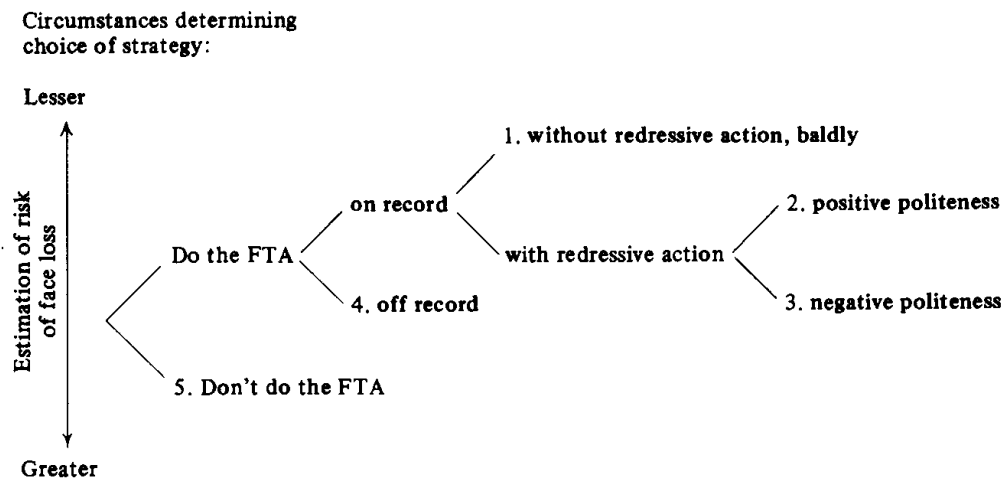 Circumstances determining
choice of strategy:
Lesser
1. without redressive action, baldly
on record
2. positive politeness
Do the FTA
with redressive action
4. off record
3. negative politeness
5. Don't do the FTA
Estimation of risk
of face loss
Greater